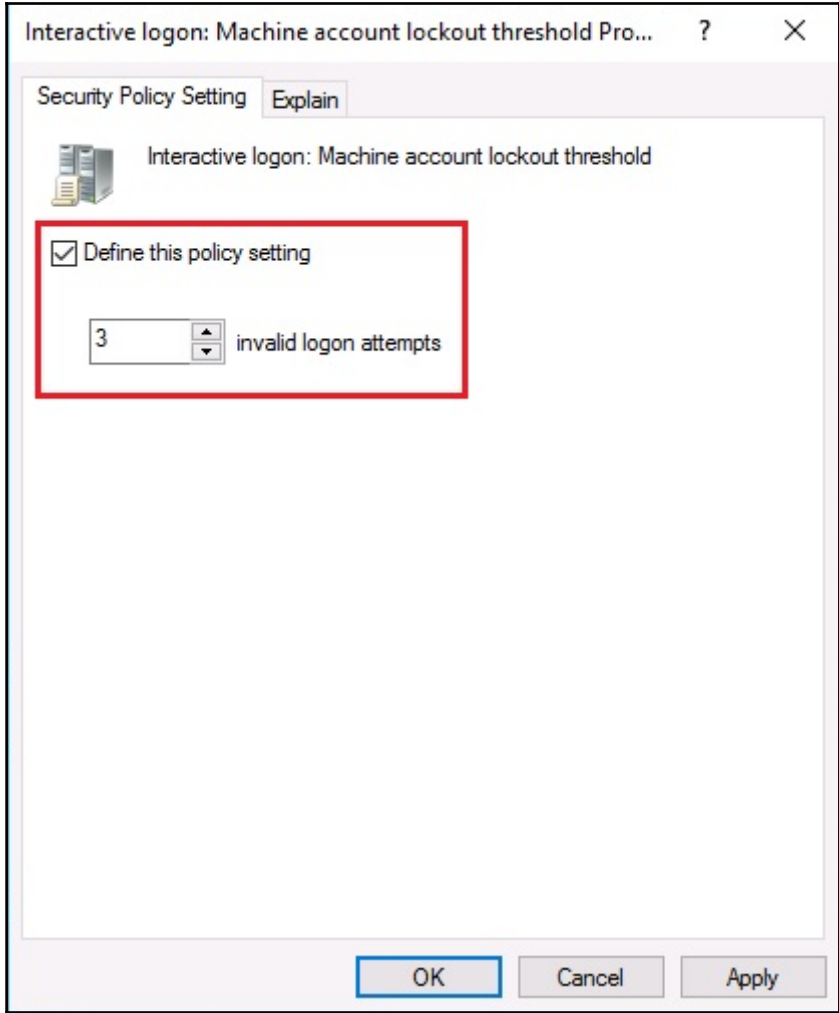 Interactive logon: Machine account lockout threshold Pro... ? ×
Security Policy Setting Explain
Interactive logon: Machine account lockout threshold
Define this policy setting
3 invalid logon attempts
OK Cancel Apply